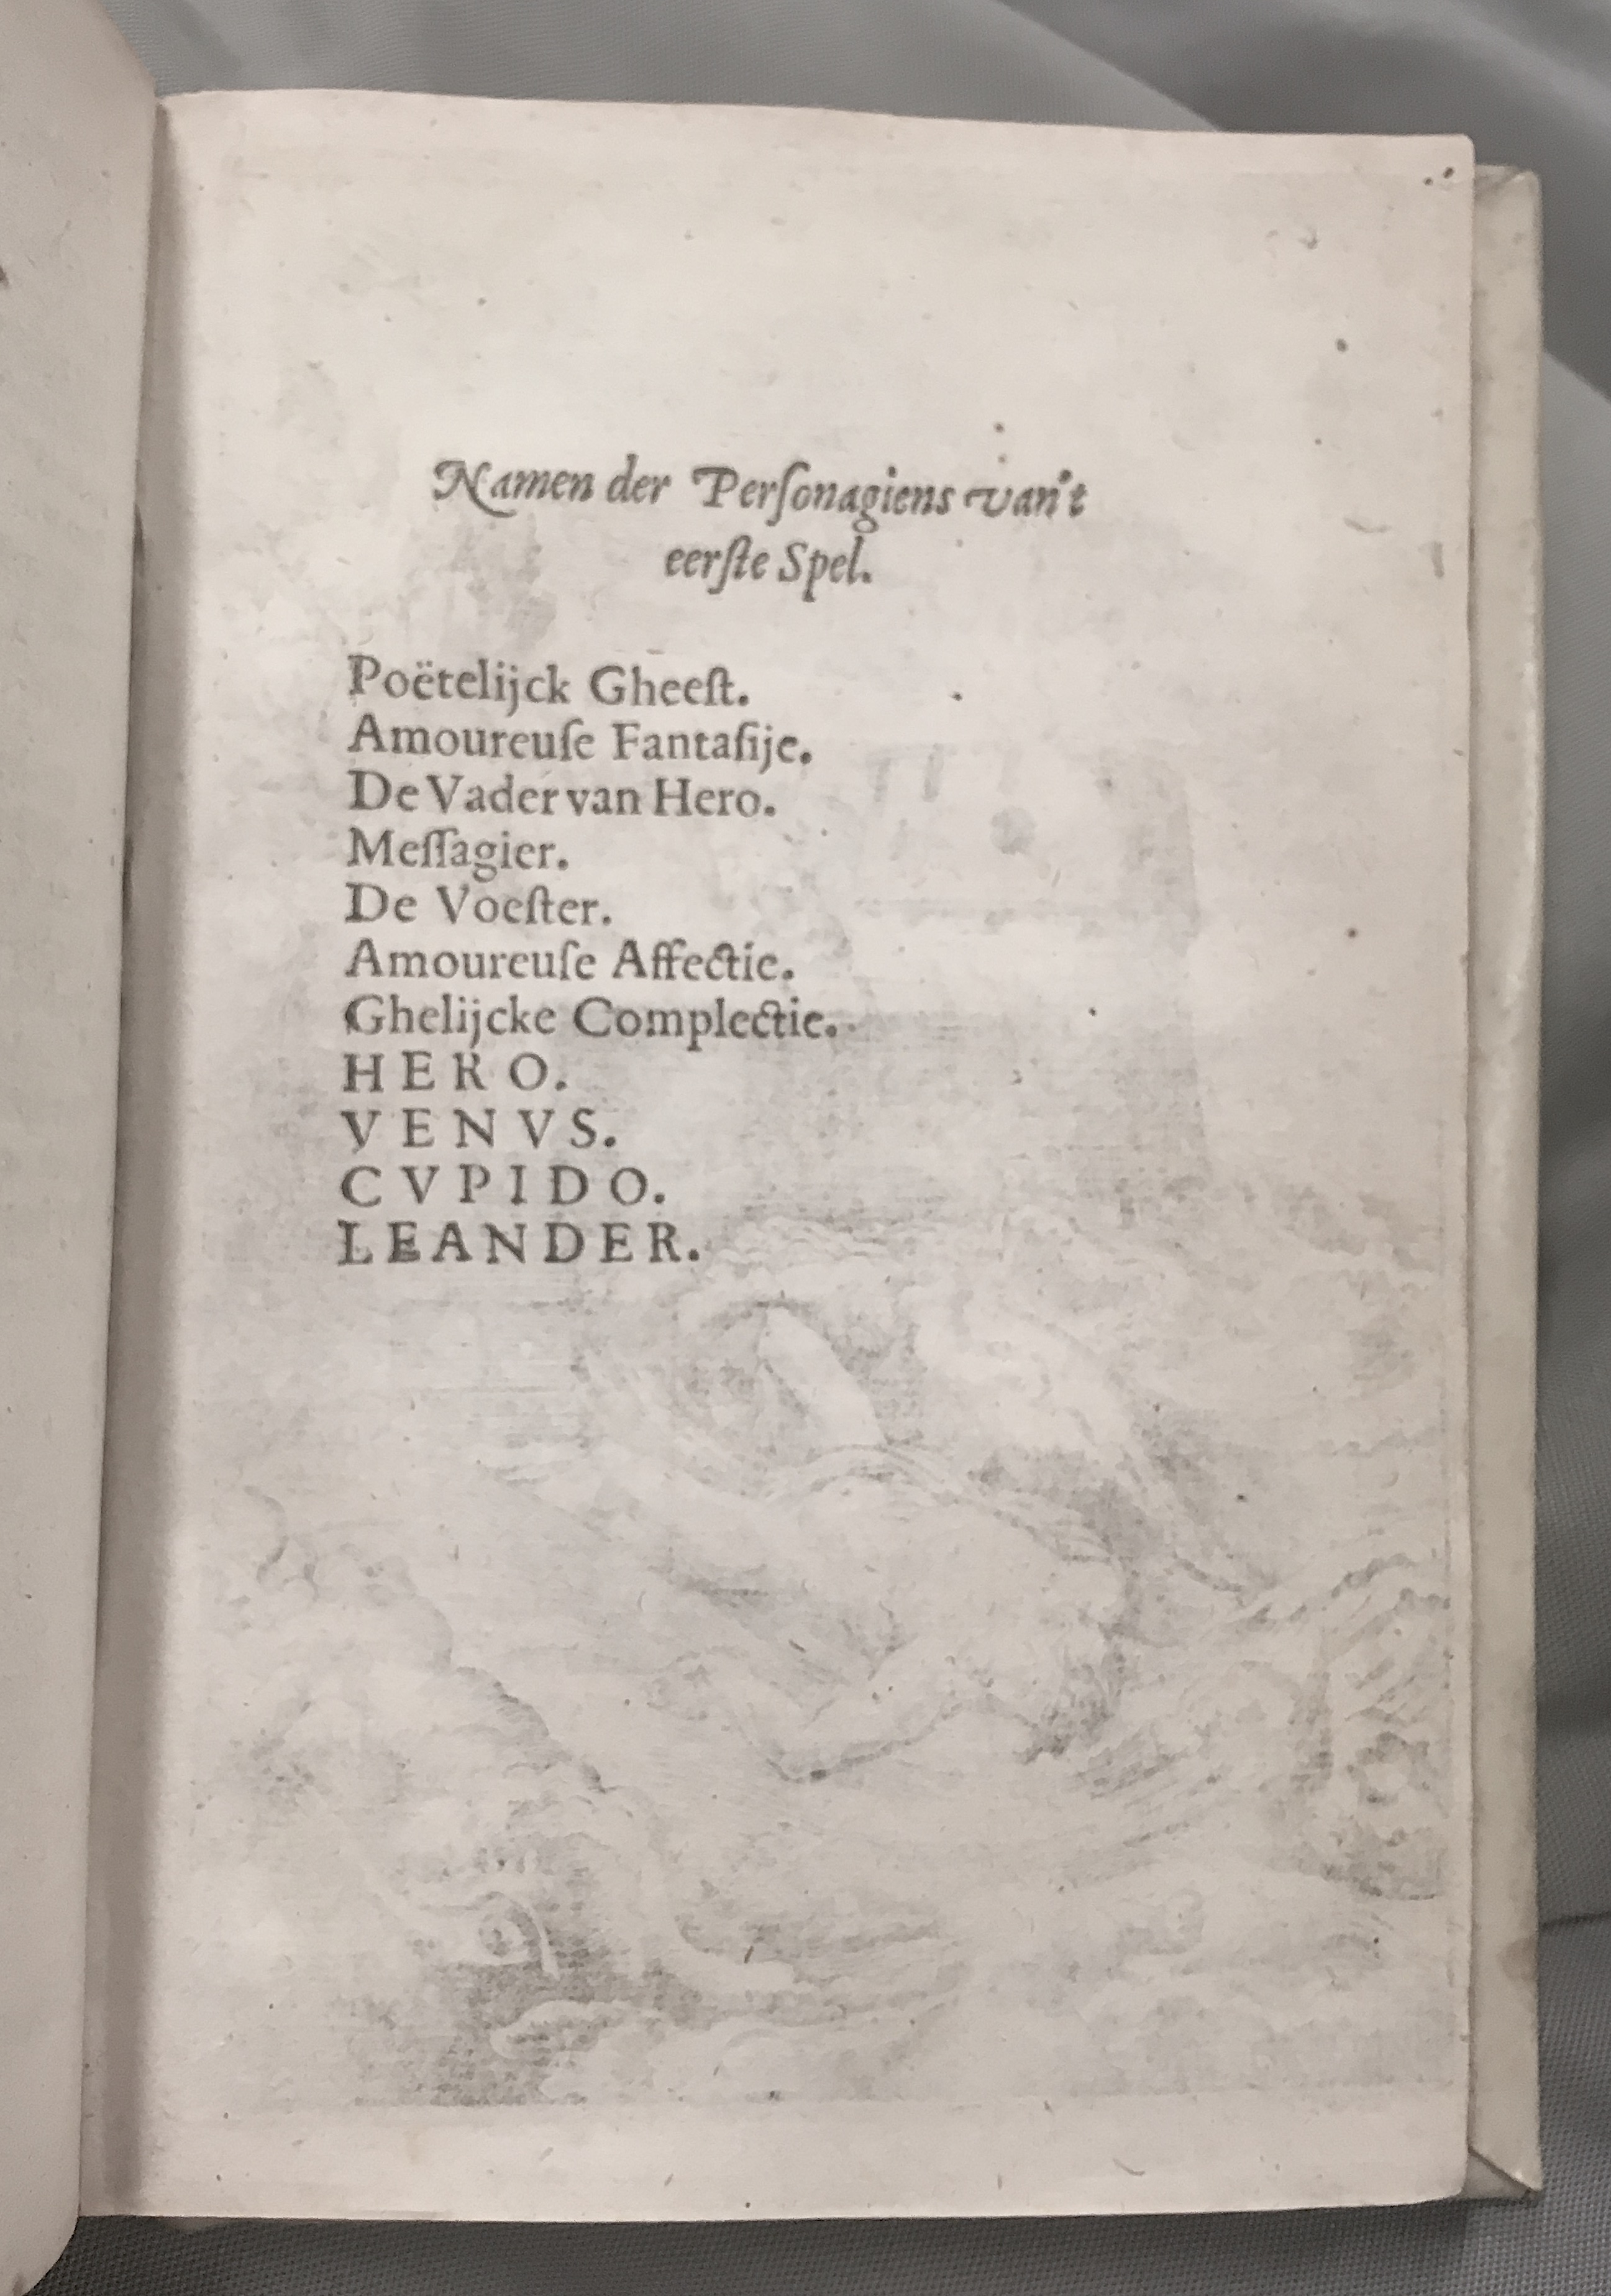 Namen der Perſonagiens van't
eerſte Spel.
Poëtelijck Gheeſt.
Amoureuſe Fantaſije.
De Vader van Hero.
Meſſagier.
De Voeſter.
Amoureuſe Affectie.
Ghelijcke Complectie.
HERO.
VENVS.
CVPIDO.
LEANDER.